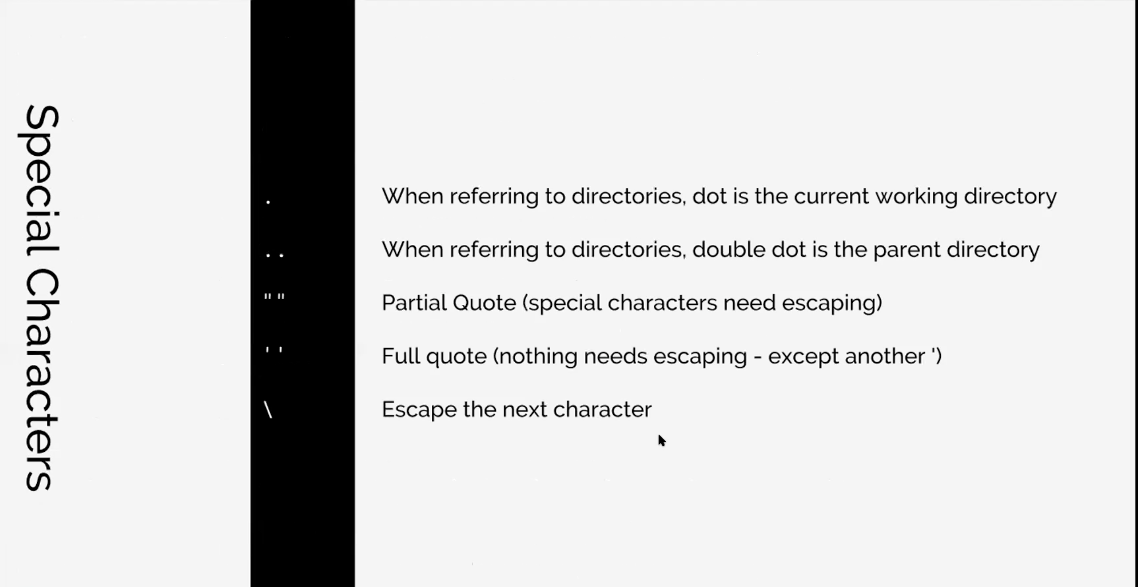 Special Characters
. When referring to directories, dot is the current working directory
.. When referring to directories, double dot is the parent directory
"" Partial Quote (special characters need escaping)
'' Full quote (nothing needs escaping - except another ')
\ Escape the next character